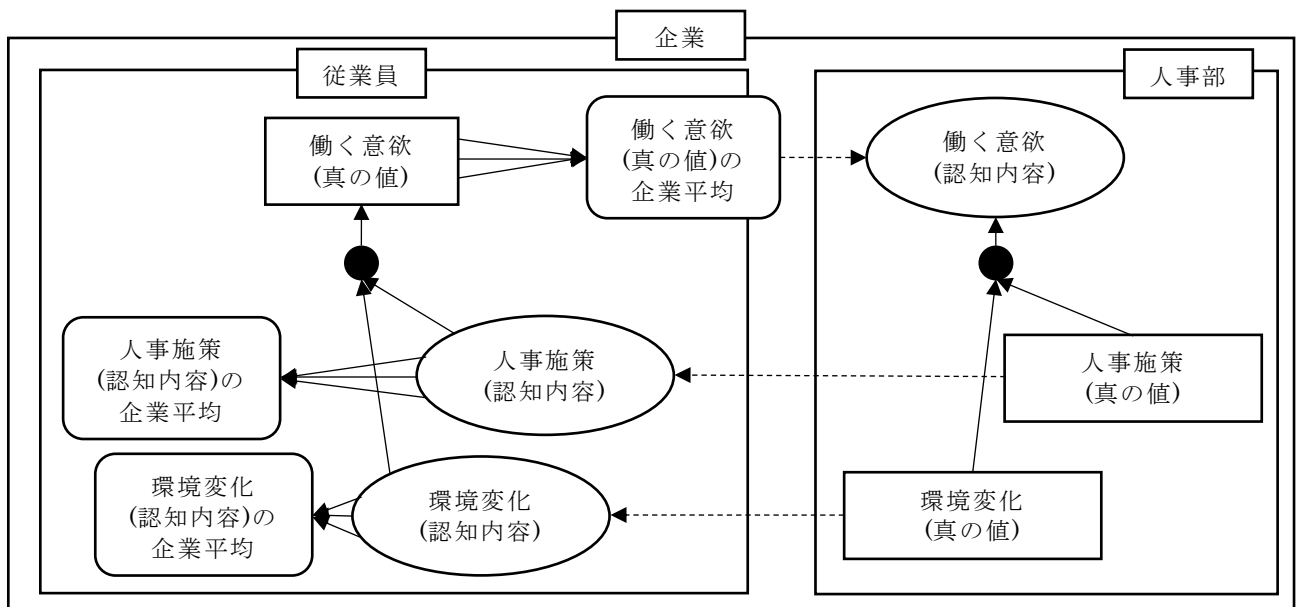 企業
従業員
人事部
働く意欲
(真の値)
働く意欲
(真の値)の
企業平均
働く意欲
(認知内容)
人事施策
(認知内容)の
企業平均
人事施策
(認知内容)
人事施策
(真の値)
環境変化
(認知内容)の
企業平均
環境変化
(認知内容)
環境変化
(真の値)